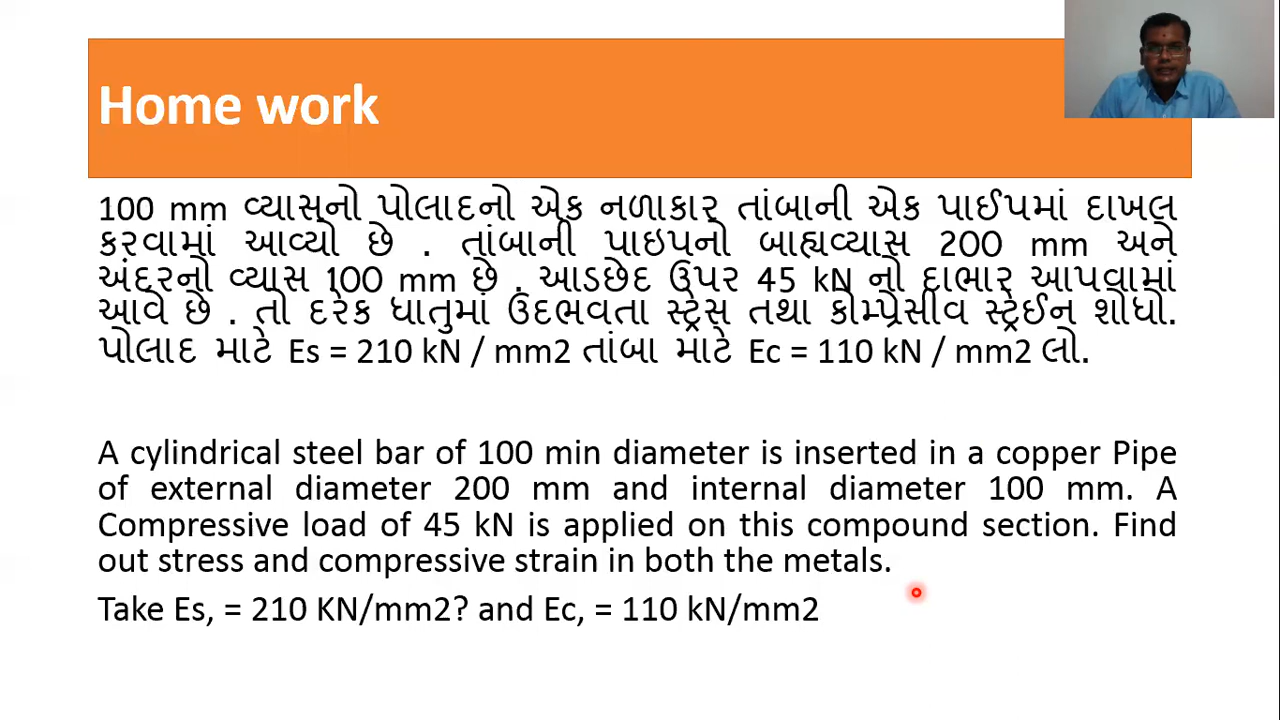 Home work
100 mm વ્યાસનો પોલાદનો એક નળાકાર તાંબાની એક પાઈપમાં દાખલ
કરવામાં આવ્યો છે . તાંબાની પાઇપનો બાહ્યવ્યાસ 200 mm અને
અંદરનો વ્યાસ 100 mm છે . આડછેદ ઉપર 45 kN નો દાભાર આપવામાં
આવે છે . તો દરેક ધાતુમાં ઉદભવતા સ્ટ્રેસ તથા કોમ્પ્રેસીવ સ્ટ્રેઈન શોધો.
પોલાદ માટે Es = 210 kN / mm2 તાંબા માટે Ec = 110 kN / mm2 લો.
A cylindrical steel bar of 100 min diameter is inserted in a copper Pipe
of external diameter 200 mm and internal diameter 100 mm. A
Compressive load of 45 kN is applied on this compound section. Find
out stress and compressive strain in both the metals.
Take Es, = 210 KN/mm2? and Ec, = 110 kN/mm2